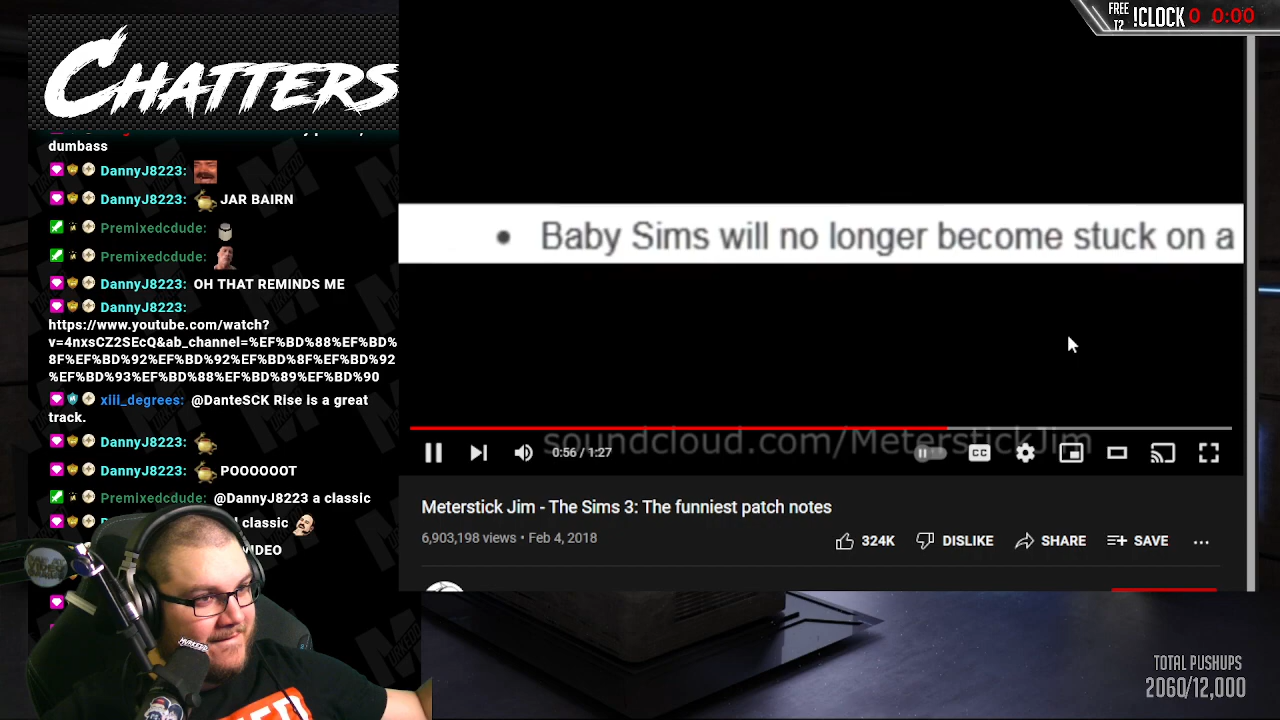 CHATTERS
dumbass
DannyJ8223:
DannyJ8223: JAR BAIRN
Premixedcdude:
Premixedcdude:
DannyJ8223: OH THAT REMINDS ME
DannyJ8223:
https://www.youtube.com/watch?
v=4nxsCZ2SEcQ&ab_channel=%EF%BD%88%EF%BD%
8F%EF%BD%92%EF%BD%92%EF%BD%8F%EF%BD%92
%EF%BD%93%EF%BD%88%EF%BD%89%EF%BD%90
xiii_degrees: @DanteSCK Rise is a great
track.
DannyJ8223:
DannyJ8223: POOOOOOT
Premixedcdude: @DannyJ8223 a classic
classic
FREE
T2
!CLOCK 0 0:00
• Baby Sims will no longer become stuck on a
soundcloud.com/MeterstickJim
0:56 / 1:27
CC
Meterstick Jim - The Sims 3: The funniest patch notes
6,903,198 views • Feb 4, 2018
324K
DISLIKE
SHARE
SAVE
TOTAL PUSHUPS
2060/12,000